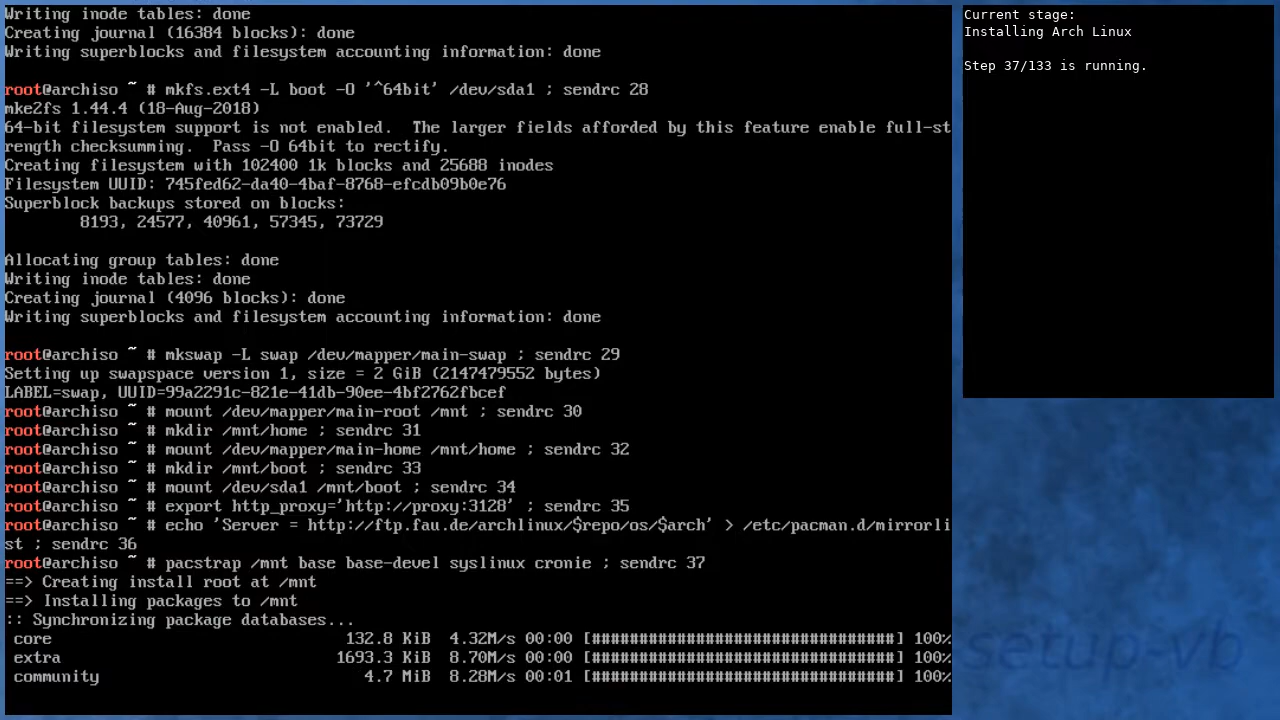 Writing inode tables: done
Creating journal (16384 blocks): done
Writing superblocks and filesystem accounting information: done
root@archiso ~ # mkfs.ext4 -L boot -O '^64bit' /dev/sda1 ; sendrc 28
mke2fs 1.44.4 (18-Aug-2018)
64-bit filesystem support is not enabled.  The larger fields afforded by this feature enable full-st
rength checksumming.  Pass -O 64bit to rectify.
Creating filesystem with 102400 1k blocks and 25688 inodes
Filesystem UUID: 745fed62-da40-4baf-8768-efcdb09b0e76
Superblock backups stored on blocks:
8193, 24577, 40961, 57345, 73729
Allocating group tables: done
Writing inode tables: done
Creating journal (4096 blocks): done
Writing superblocks and filesystem accounting information: done
root@archiso ~ # mkswap -L swap /dev/mapper/main-swap ; sendrc 29
Setting up swapspace version 1, size = 2 GiB (2147479552 bytes)
LABEL=swap, UUID=99a2291c-821e-41db-90ee-4bf2762fbcef
root@archiso ~ # mount /dev/mapper/main-root /mnt ; sendrc 30
root@archiso ~ # mkdir /mnt/home ; sendrc 31
root@archiso ~ # mount /dev/mapper/main-home /mnt/home ; sendrc 32
root@archiso ~ # mkdir /mnt/boot ; sendrc 33
root@archiso ~ # mount /dev/sda1 /mnt/boot ; sendrc 34
root@archiso ~ # export http_proxy='http://proxy:3128' ; sendrc 35
root@archiso ~ # echo 'Server = http://ftp.fau.de/archlinux/$repo/os/$arch' > /etc/pacman.d/mirrorli
st ; sendrc 36
root@archiso ~ # pacstrap /mnt base base-devel syslinux cronie ; sendrc 37
==> Creating install root at /mnt
==> Installing packages to /mnt
:: Synchronizing package databases...
core 132.8 KiB 4.32M/s 00:00 [#################################] 100%
extra 1693.3 KiB 8.70M/s 00:00 [#################################] 100%
community 4.7 MiB 8.28M/s 00:01 [#################################] 100%
Current stage:
Installing Arch Linux
Step 37/133 is running.
setup-vb